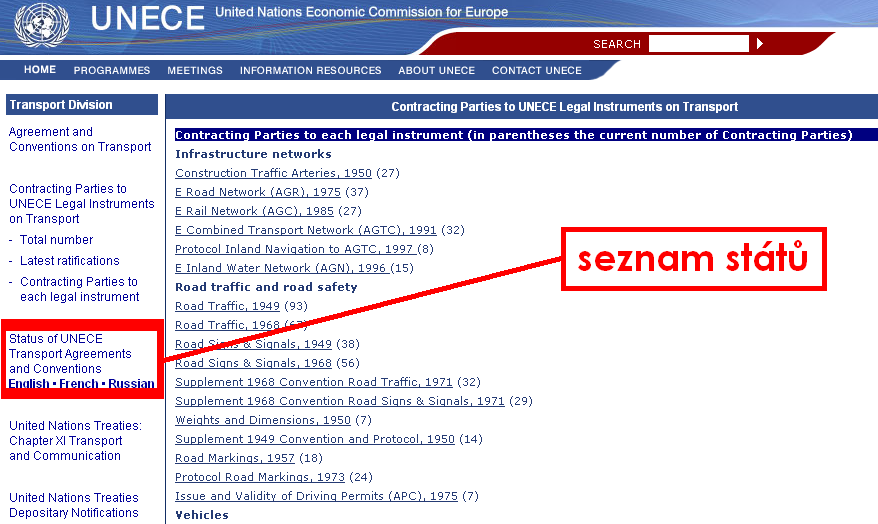 UNECE
United Nations Economic Commission for Europe
SEARCH
HOME PROGRAMMES MEETINGS INFORMATION RESOURCES ABOUT UNECE CONTACT UNECE
Transport Division
Agreement and
Conventions on Transport
Contracting Parties to
UNECE Legal Instruments
on Transport
- Total number
- Latest ratifications
- Contracting Parties to
each legal instrument
Status of UNECE
Transport Agreements
and Conventions
English ▪ French ▪ Russian
United Nations Treaties:
Chapter XI Transport
and Communication
United Nations Treaties
Depositary Notifications
Contracting Parties to UNECE Legal Instruments on Transport
Contracting Parties to each legal instrument (in parentheses the current number of Contracting Parties)
Infrastructure networks
Construction Traffic Arteries, 1950 (27)
E Road Network (AGR), 1975 (37)
E Rail Network (AGC), 1985 (27)
E Combined Transport Network (AGTC), 1991 (32)
Protocol Inland Navigation to AGTC, 1997 (8)
E Inland Water Network (AGN), 1996 (15)
Road traffic and road safety
Road Traffic, 1949 (93)
Road Traffic, 1968 (67)
Road Signs & Signals, 1949 (38)
Road Signs & Signals, 1968 (56)
Supplement 1968 Convention Road Traffic, 1971 (32)
Supplement 1968 Convention Road Signs & Signals, 1971 (29)
Weights and Dimensions, 1950 (7)
Supplement 1949 Convention and Protocol, 1950 (14)
Road Markings, 1957 (18)
Protocol Road Markings, 1973 (24)
Issue and Validity of Driving Permits (APC), 1975 (7)
Vehicles
seznam států